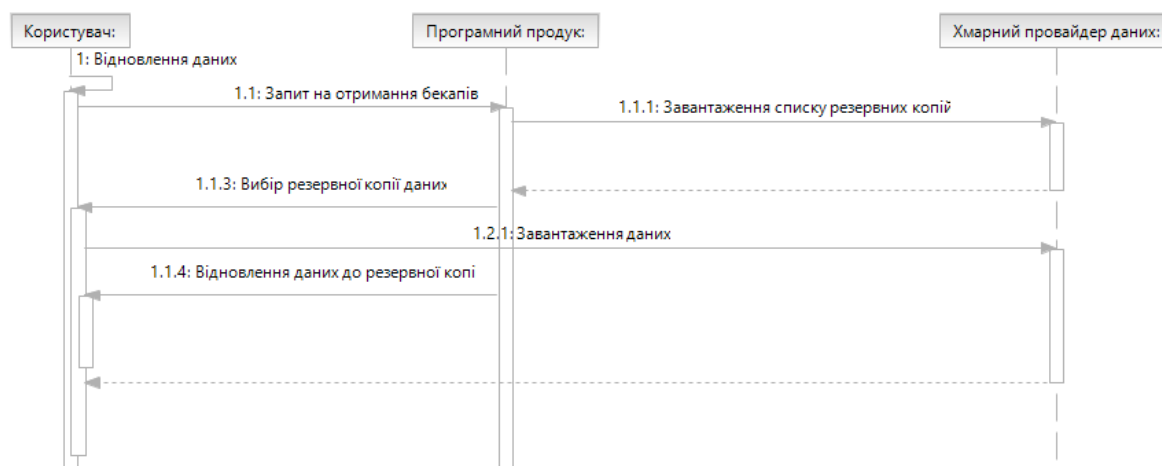 Користувач:
Програмний продукт:
Хмарний провайдер даних:
1: Відновлення даних
1.1: Запит на отримання бекапів
1.1.1: Завантаження списку резервних копій
1.1.3: Вибір резервної копії даних
1.2.1: Завантаження даних
1.1.4: Відновлення даних до резервної копі